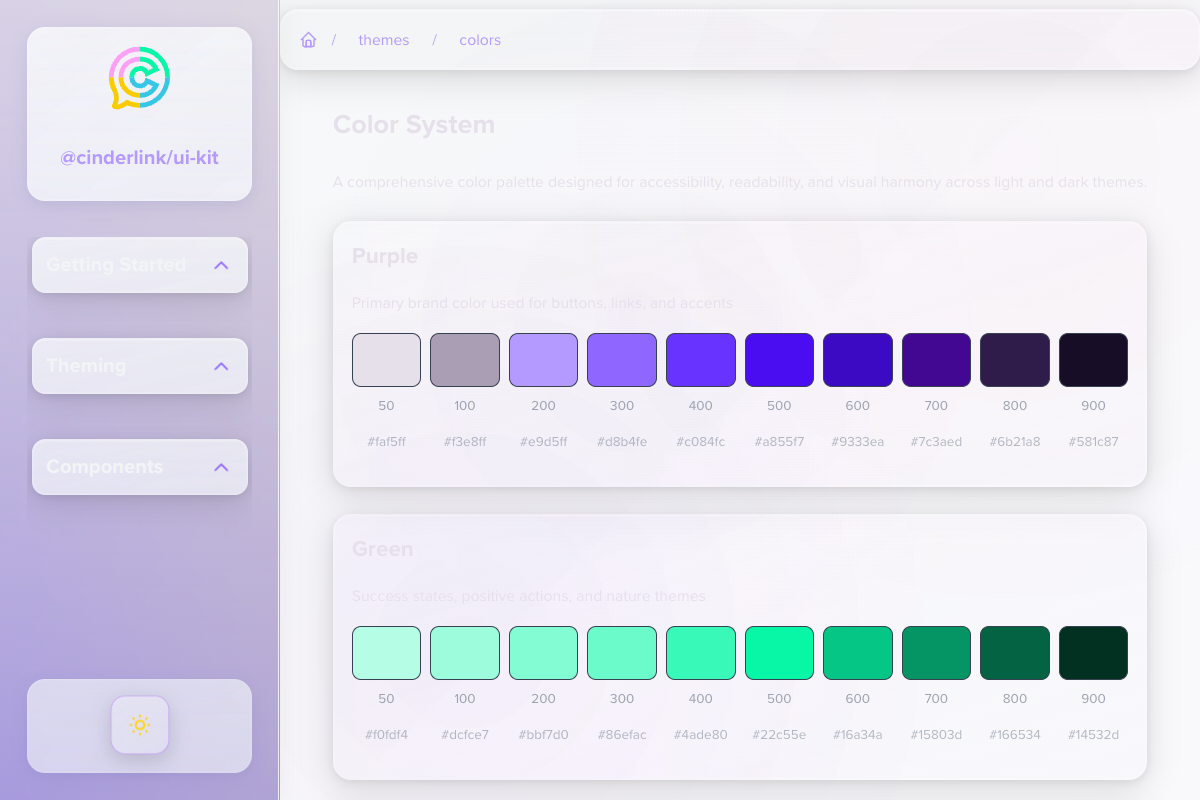 @cinderlink/ui-kit
Getting Started
Theming
Components
/ themes / colors
Color System
A comprehensive color palette designed for accessibility, readability, and visual harmony across light and dark themes.
Purple
Primary brand color used for buttons, links, and accents
50 100 200 300 400 500 600 700 800 900
#faf5ff #f3e8ff #e9d5ff #d8b4fe #c084fc #a855f7 #9333ea #7c3aed #6b21a8 #581c87
Green
Success states, positive actions, and nature themes
50 100 200 300 400 500 600 700 800 900
#f0fdf4 #dcfce7 #bbf7d0 #86efac #4ade80 #22c55e #16a34a #15803d #166534 #14532d